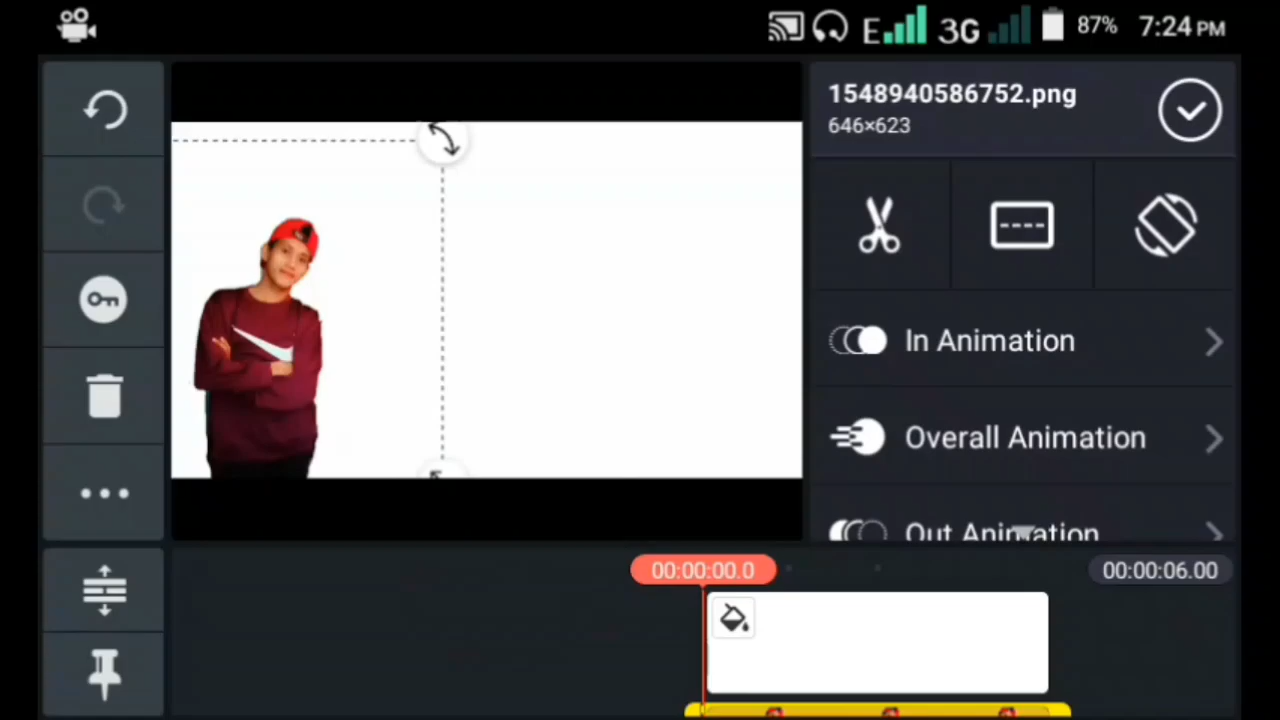 E 3G 87% 7:24 PM
1548940586752.png
646×623
In Animation
Overall Animation
Out Animation
00:00:00.0
00:00:06.00